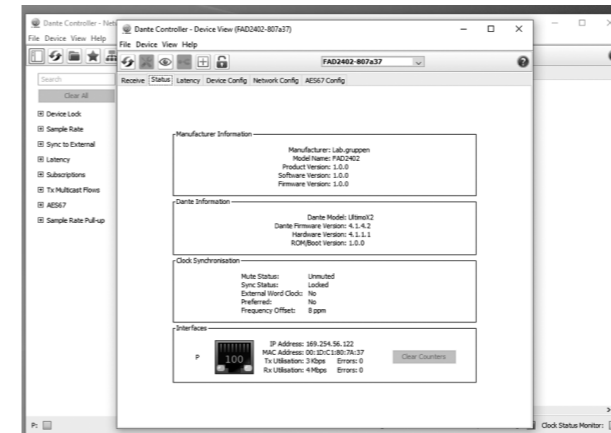 Dante Controller - Net
File Device View Help
Search
Clear All
Device Lock
Sample Rate
Sync to External
Latency
Subscriptions
Tx Multicast Flows
AES67
Sample Rate Pull-up
P:
Dante Controller - Device View (FAD2402-807a37)
File Device View Help
FAD2402-807a37
Receive Status Latency Device Config Network Config AES67 Config
Manufacturer Information
Manufacturer: Lab.gruppen
Model Name: FAD2402
Product Version: 1.0.0
Software Version: 1.0.0
Firmware Version: 1.0.0
Dante Information
Dante Model: UltimoX2
Dante Firmware Version: 4.1.4.2
Hardware Version: 4.1.1.1
ROM/Boot Version: 1.0.0
Clock Synchronisation
Mute Status: Unmuted
Sync Status: Locked
External Word Clock: No
Preferred: No
Frequency Offset: 8 ppm
Interfaces
P
100
IP Address: 169.254.56.122
MAC Address: 00:1D:C1:80:7A:37
Tx Utilisation: 3 Kbps Errors: 0
Rx Utilisation: 4 Mbps Errors: 0
Clear Counters
Clock Status Monitor: